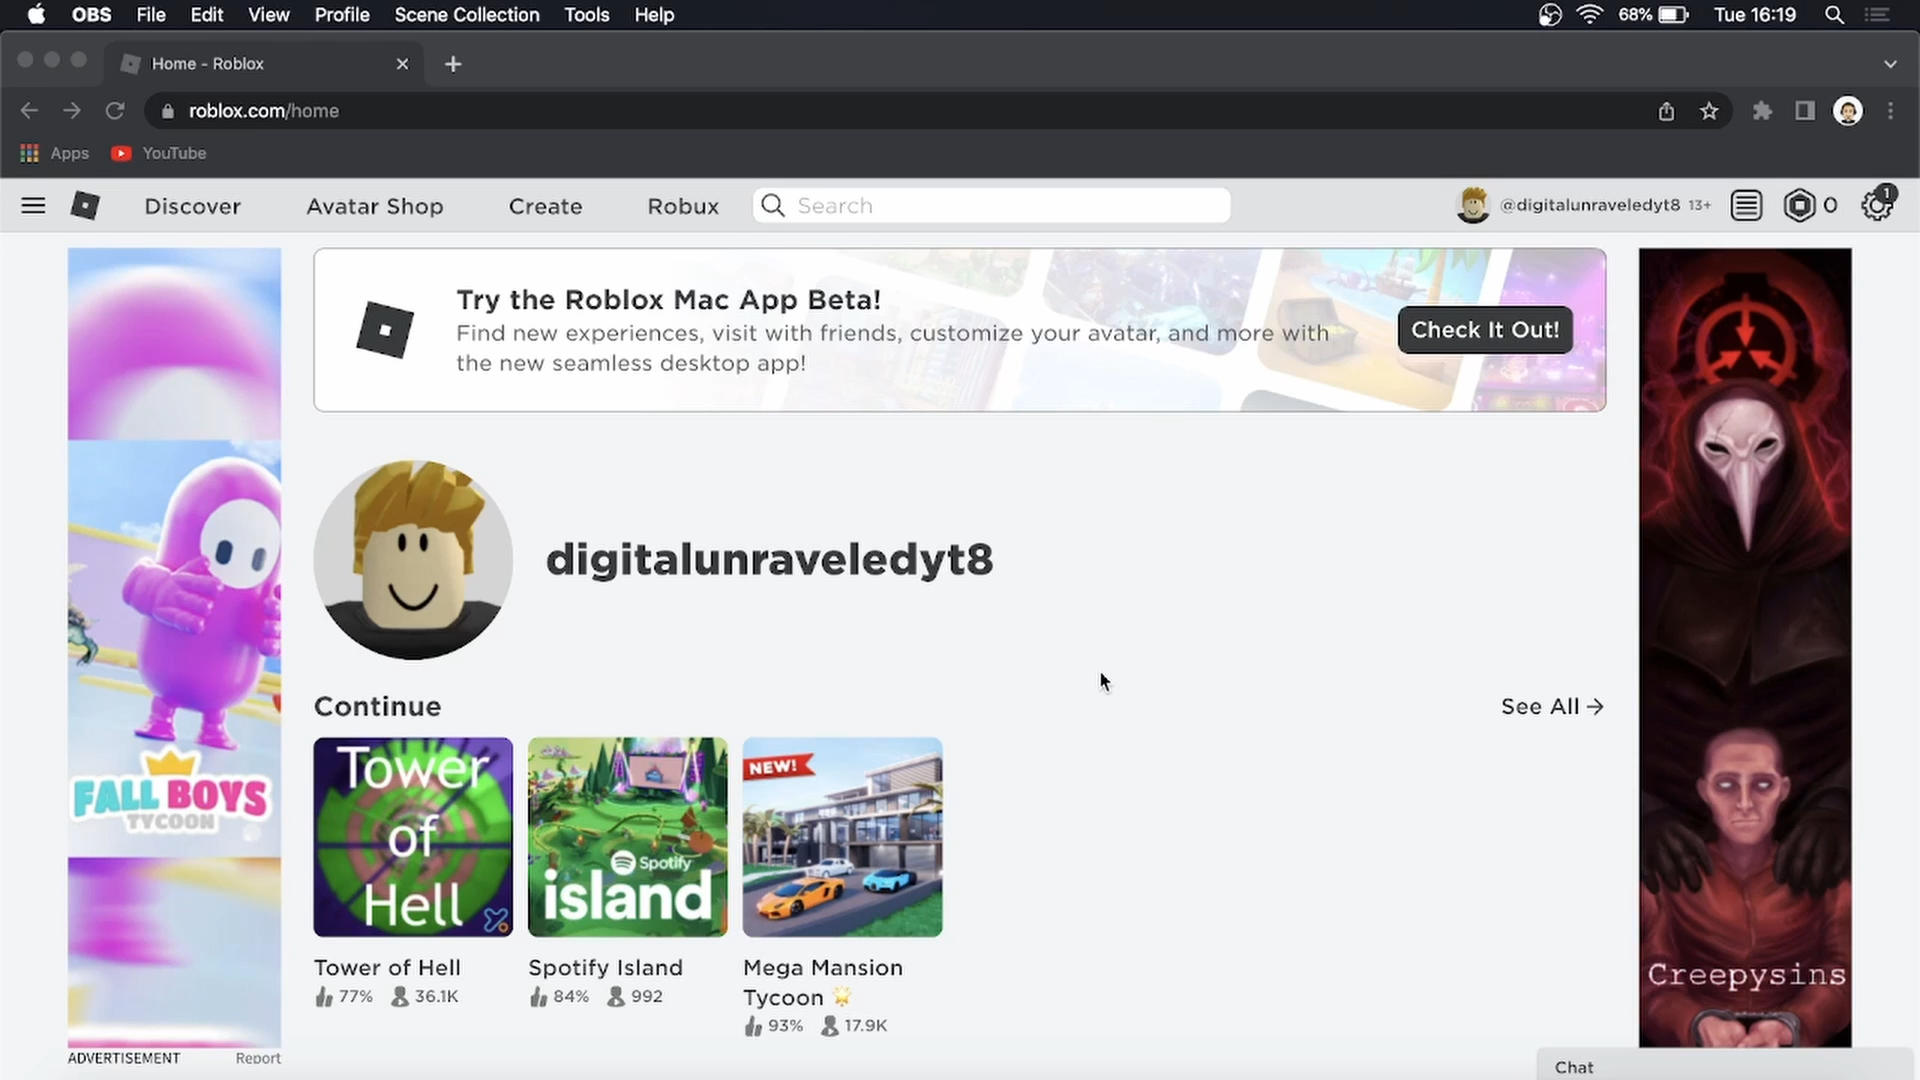 OBS File Edit View Profile Scene Collection Tools Help 68% Tue 16:19
Home - Roblox
roblox.com/home
Apps YouTube
Discover Avatar Shop Create Robux Search @digitalunraveledyt8 13+ 0 1
Try the Roblox Mac App Beta!
Find new experiences, visit with friends, customize your avatar, and more with
the new seamless desktop app!
Check It Out!
digitalunraveledyt8
FALL BOYS
TYCOON
Continue
See All
Tower
of
Hell
Spotify
island
NEW!
Tower of Hell
77% 36.1K
Spotify Island
84% 992
Mega Mansion
Tycoon 🌟
93% 17.9K
Creepysins
ADVERTISEMENT Report
Chat